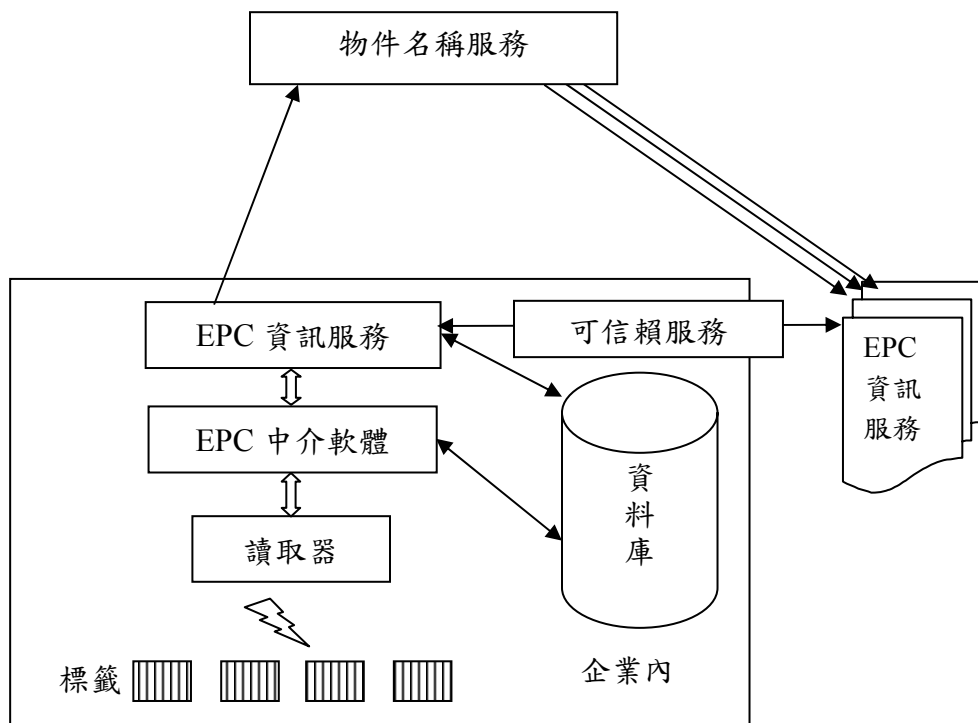 物件名稱服務
EPC 資訊服務
可信賴服務
EPC
資訊
服務
EPC 中介軟體
資
料
庫
讀取器
標籤
企業內